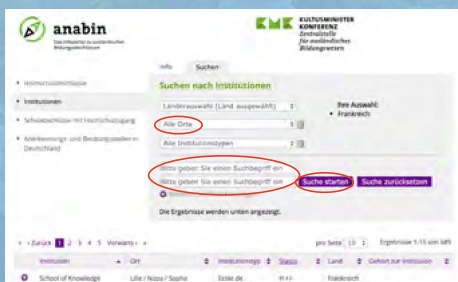 anabin
Das Infoportal zu ausländischen
Bildungsabschlüssen
KMK KULTUSMINISTER
KONFERENZ
Zentralstelle
für ausländisches
Bildungswesen
Info Suchen
Hochschulabschlüsse
Institutionen
Schulabschlüsse mit Hochschulzugang
Anerkennungs- und Beratungsstellen in
Deutschland
Suchen nach Institutionen
Länderauswahl (Land ausgewählt)
Alle Orte
Alle Institutionstypen
Ihre Auswahl:
Frankreich
Bitte geben Sie einen Suchbegriff ein
Bitte geben Sie einen Suchbegriff ein
Suche starten Suche zurücksetzen
Die Ergebnisse werden unten angezeigt.
Zurück 1 2 3 4 5 Vorwärts
pro Seite Ergebnisse 1-15 von
Institution Ort Institutionstyp Status Land Gehört zur Institution
School of Knowledge Lille / Nizza / Sophia Ecole de H+/- Frankreich